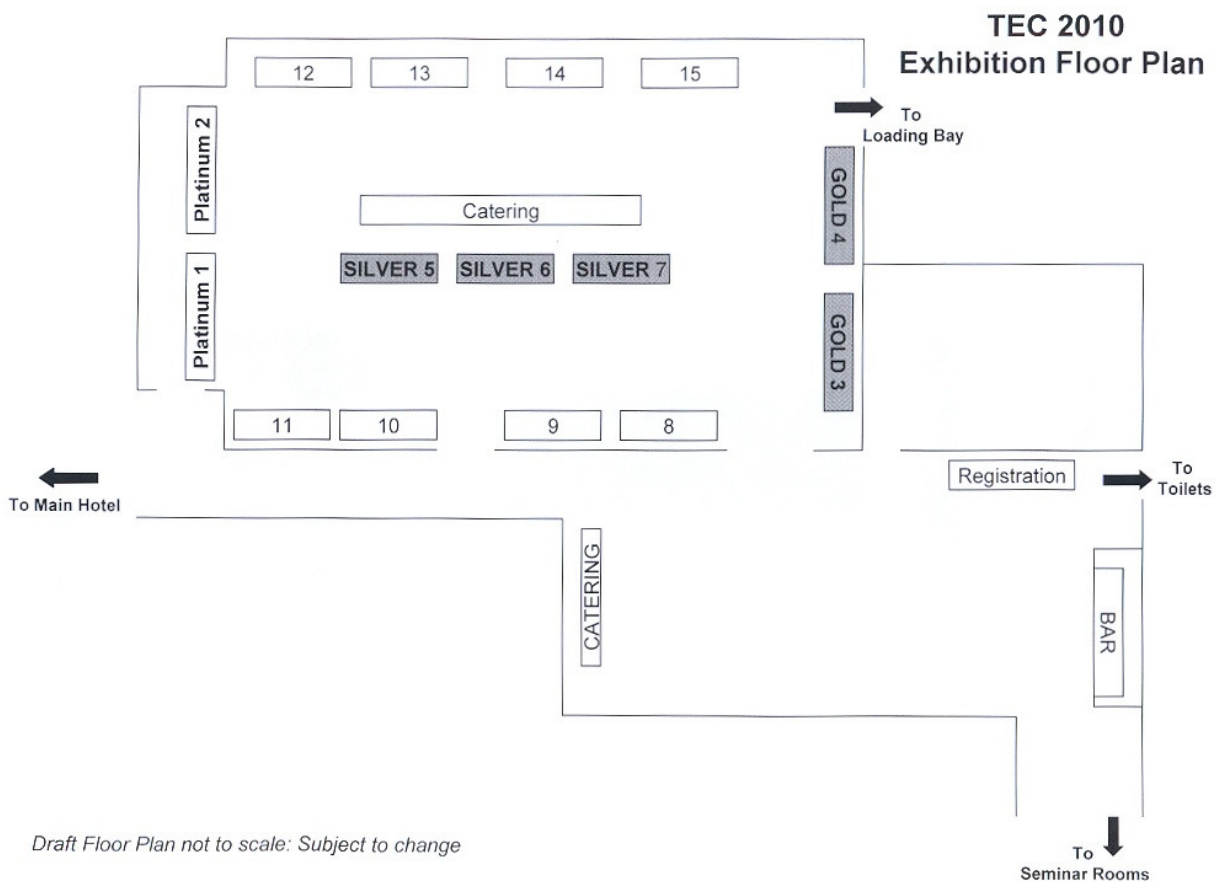 TEC 2010
Exhibition Floor Plan
12
13
14
15
To
Loading Bay
Platinum 2
GOLD 4
Catering
SILVER 5
SILVER 6
SILVER 7
Platinum 1
GOLD 3
11
10
9
8
Registration
To
Toilets
To Main Hotel
CATERING
BAR
Draft Floor Plan not to scale: Subject to change
To
Seminar Rooms